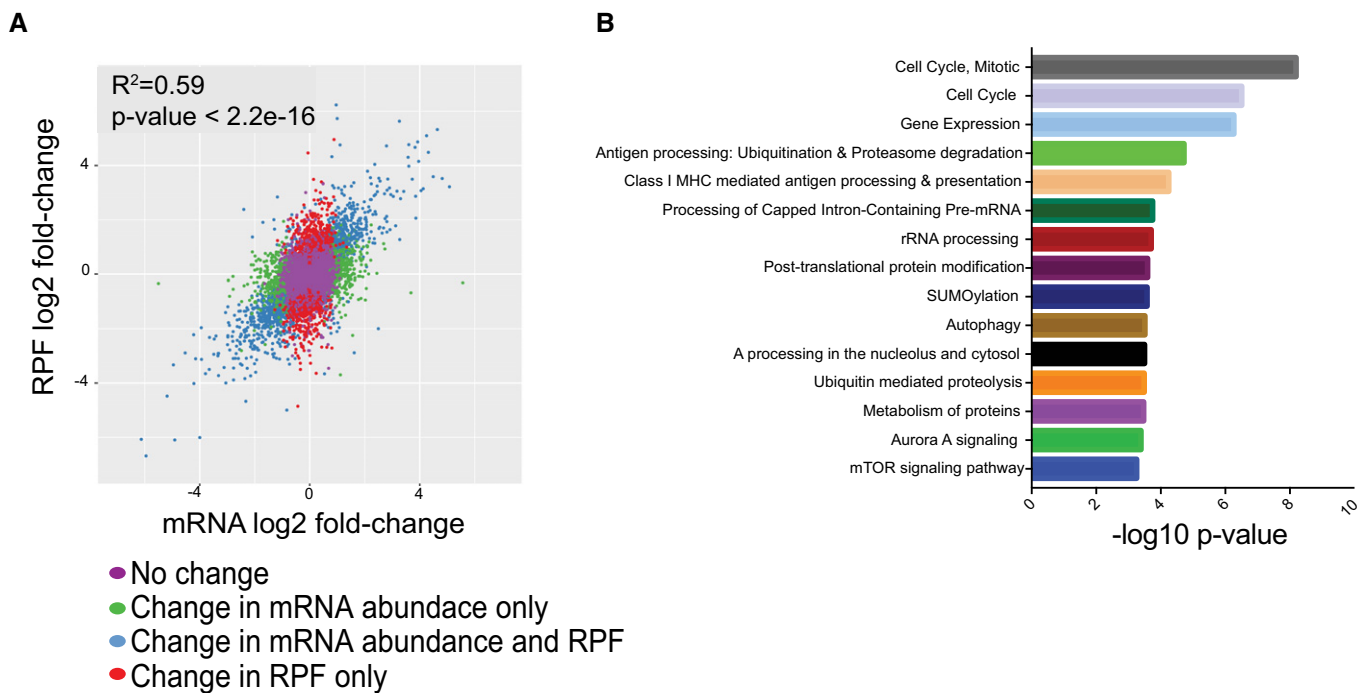 A
R²=0.59
p-value < 2.2e-16
RPF log2 fold-change
4
0
-4
-4
0
4
mRNA log2 fold-change
No change
Change in mRNA abundace only
Change in mRNA abundance and RPF
Change in RPF only
B
Cell Cycle, Mitotic
Cell Cycle
Gene Expression
Antigen processing: Ubiquitination & Proteasome degradation
Class I MHC mediated antigen processing & presentation
Processing of Capped Intron-Containing Pre-mRNA
rRNA processing
Post-translational protein modification
SUMOylation
Autophagy
A processing in the nucleolus and cytosol
Ubiquitin mediated proteolysis
Metabolism of proteins
Aurora A signaling
mTOR signaling pathway
0
2
4
6
8
10
-log10 p-value